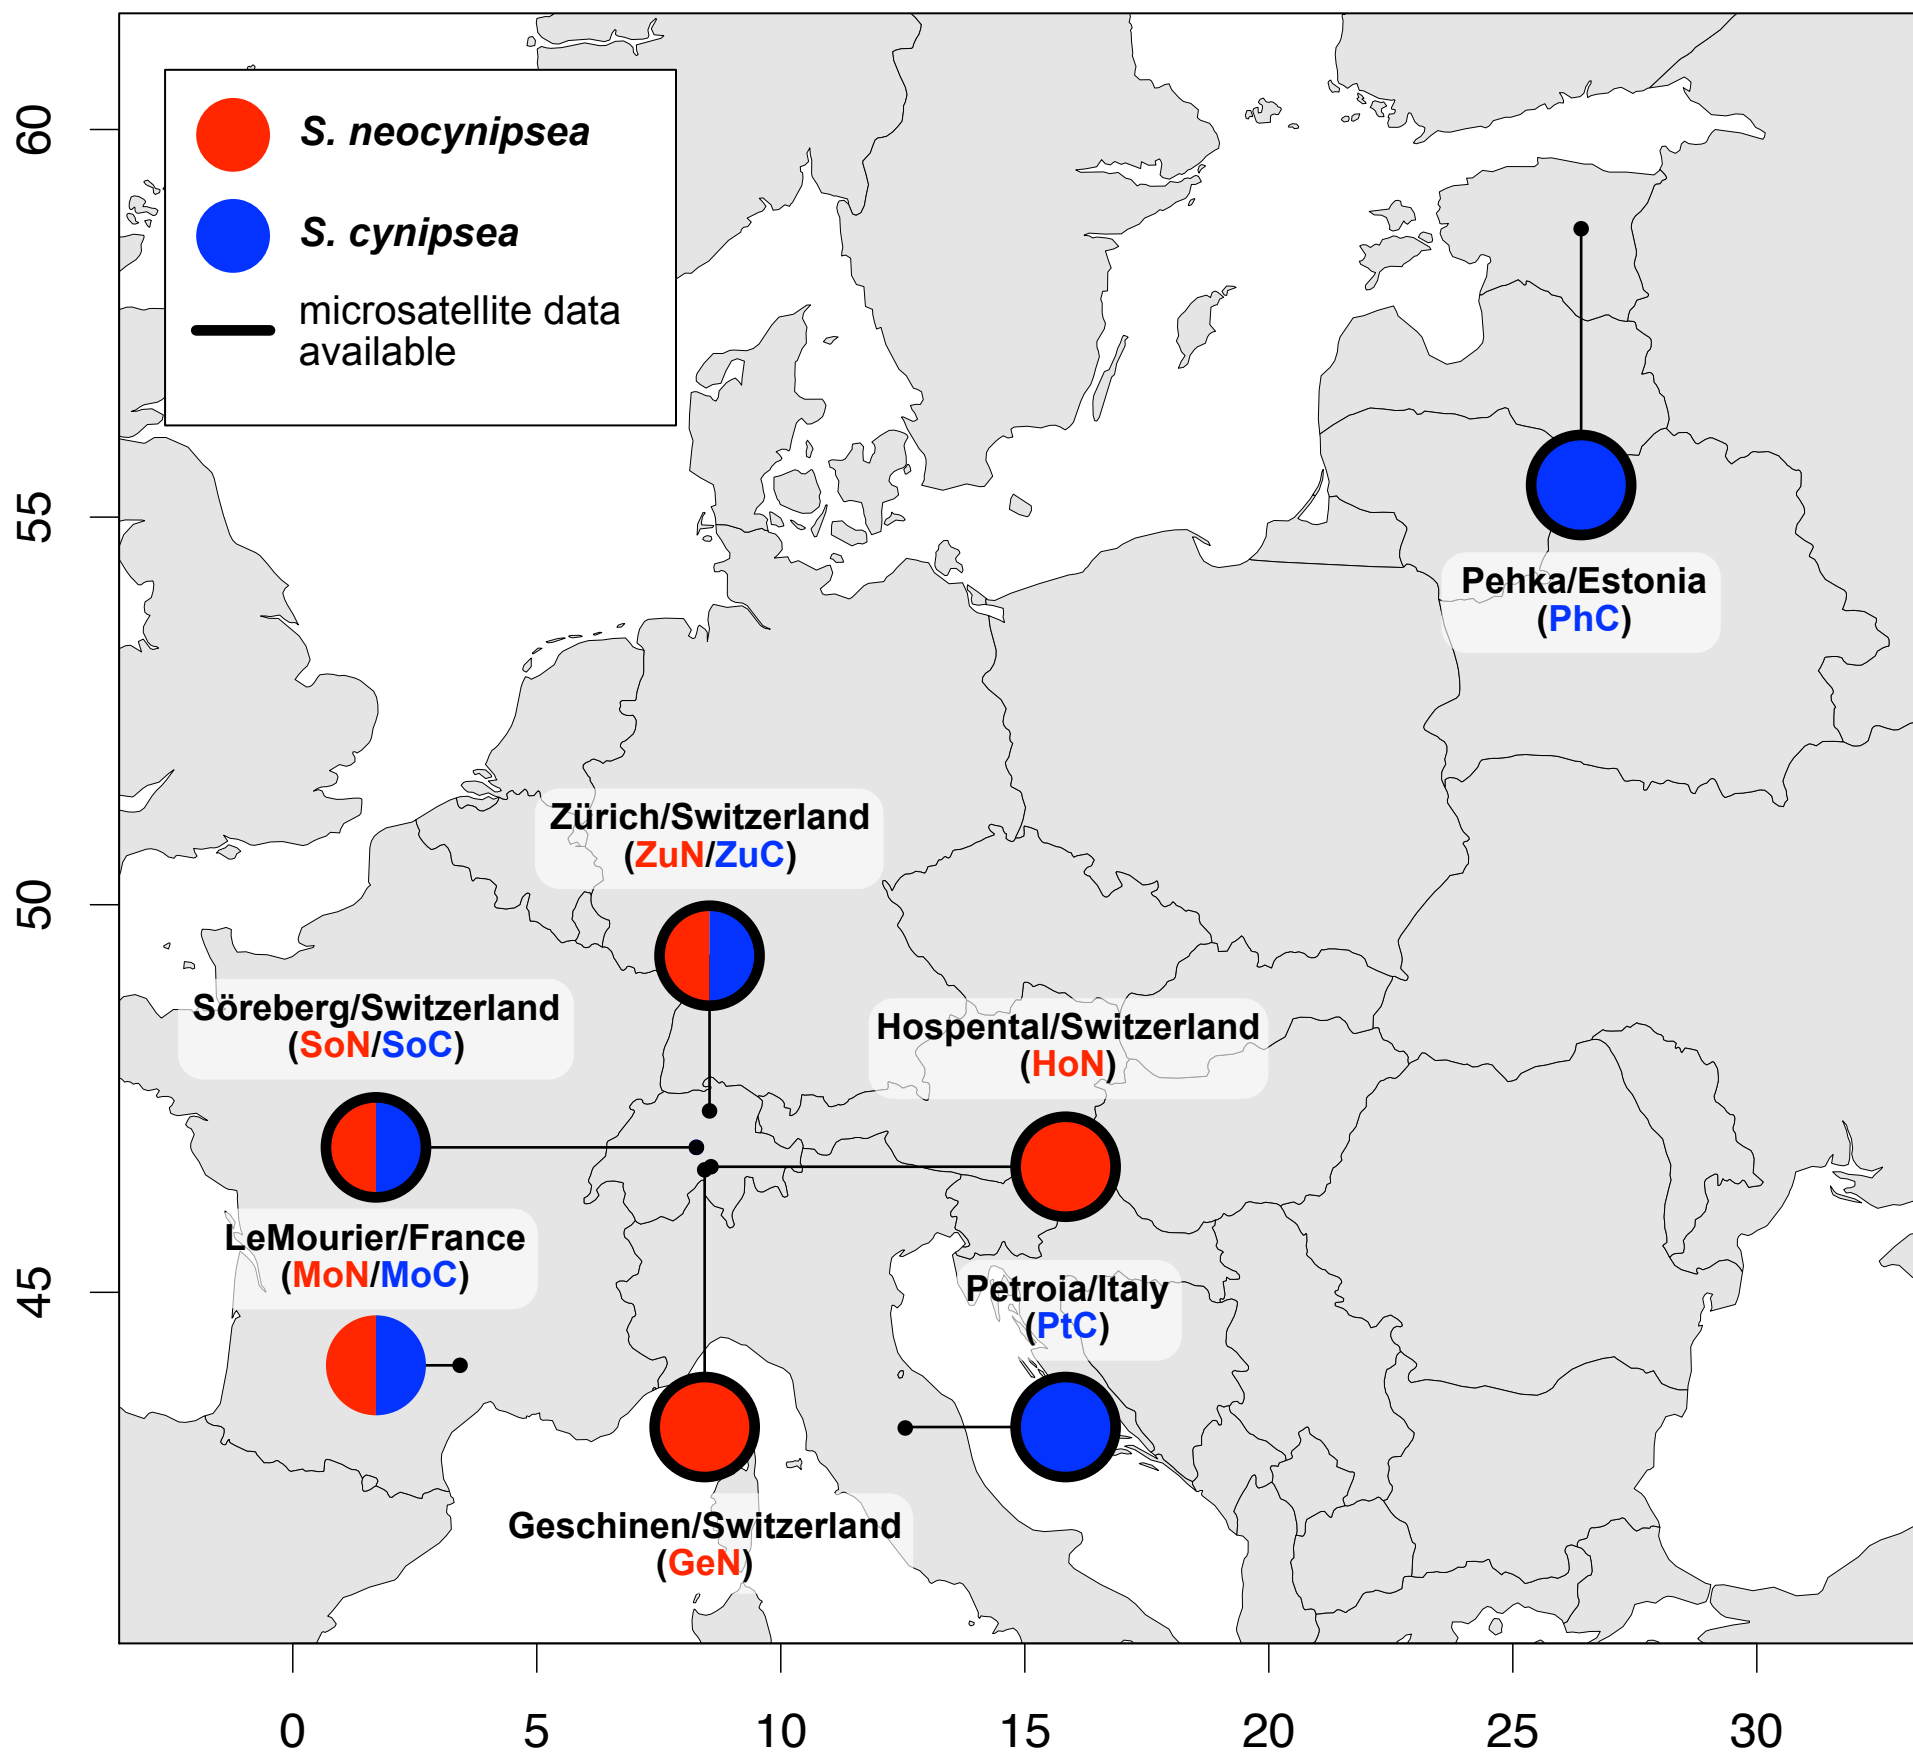 S. neocynipsea
S. cynipsea
microsatellite data
available
60
55
50
45
Pehka/Estonia
(PhC)
Zürich/Switzerland
(ZuN/ZuC)
Söreberg/Switzerland
(SoN/SoC)
Hospental/Switzerland
(HoN)
LeMourier/France
(MoN/MoC)
Petroia/Italy
(PtC)
Geschinen/Switzerland
(GeN)
0 5 10 15 20 25 30